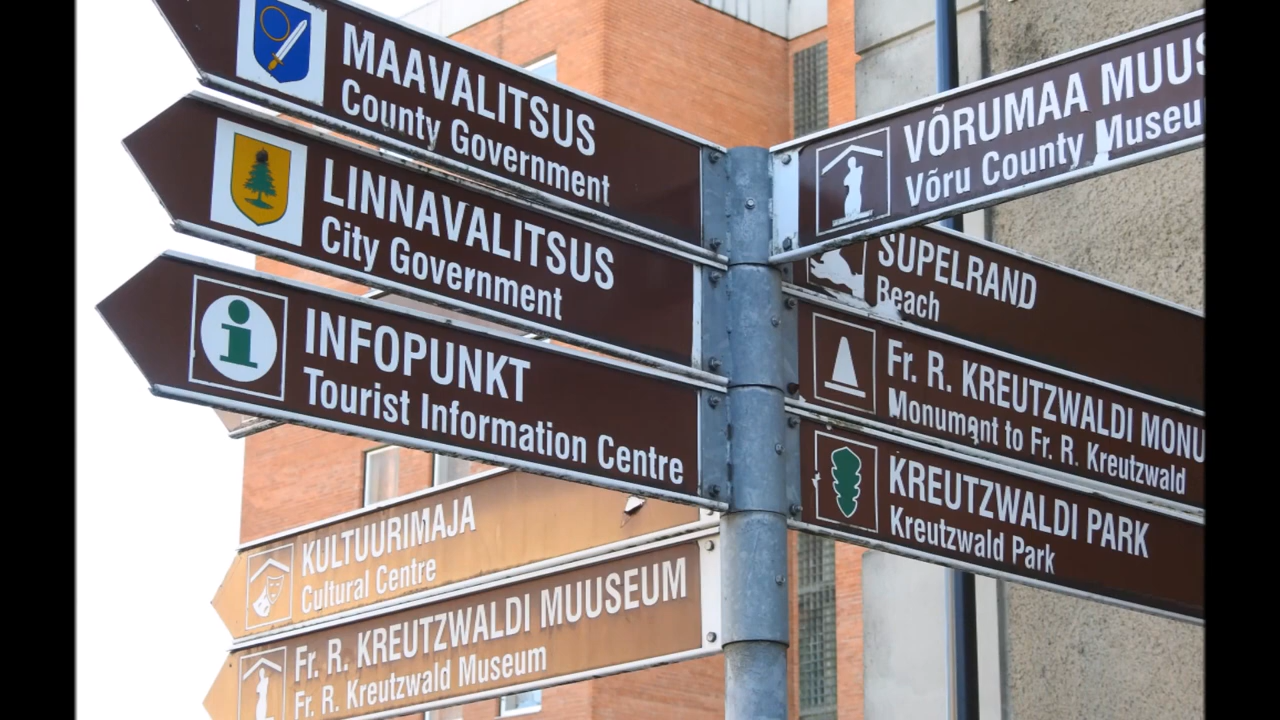 MAAVALITSUS
County Government
LINNAVALITSUS
City Government
i
INFOPUNKT
Tourist Information Centre
KULTUURIMAJA
Cultural Centre
Fr. R. KREUTZWALDI MUUSEUM
Fr. R. Kreutzwald Museum
VÕRUMAA MUUS
Võru County Museu
SUPELRAND
Beach
Fr. R. KREUTZWALDI MONU
Monument to Fr. R. Kreutzwald
KREUTZWALDI PARK
Kreutzwald Park